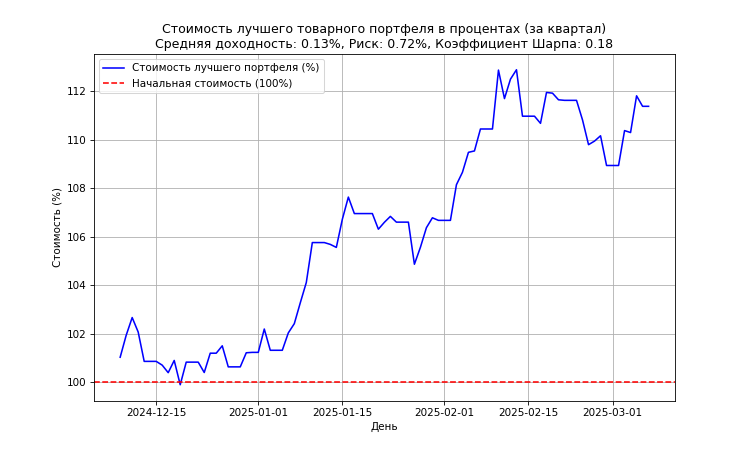 Стоимость лучшего товарного портфеля в процентах (за квартал)
Средняя доходность: 0.13%, Риск: 0.72%, Коэффициент Шарпа: 0.18
Стоимость лучшего портфеля (%)
Начальная стоимость (100%)
Стоимость (%)
112
110
108
106
104
102
100
2024-12-15
2025-01-01
2025-01-15
2025-02-01
2025-02-15
2025-03-01
День